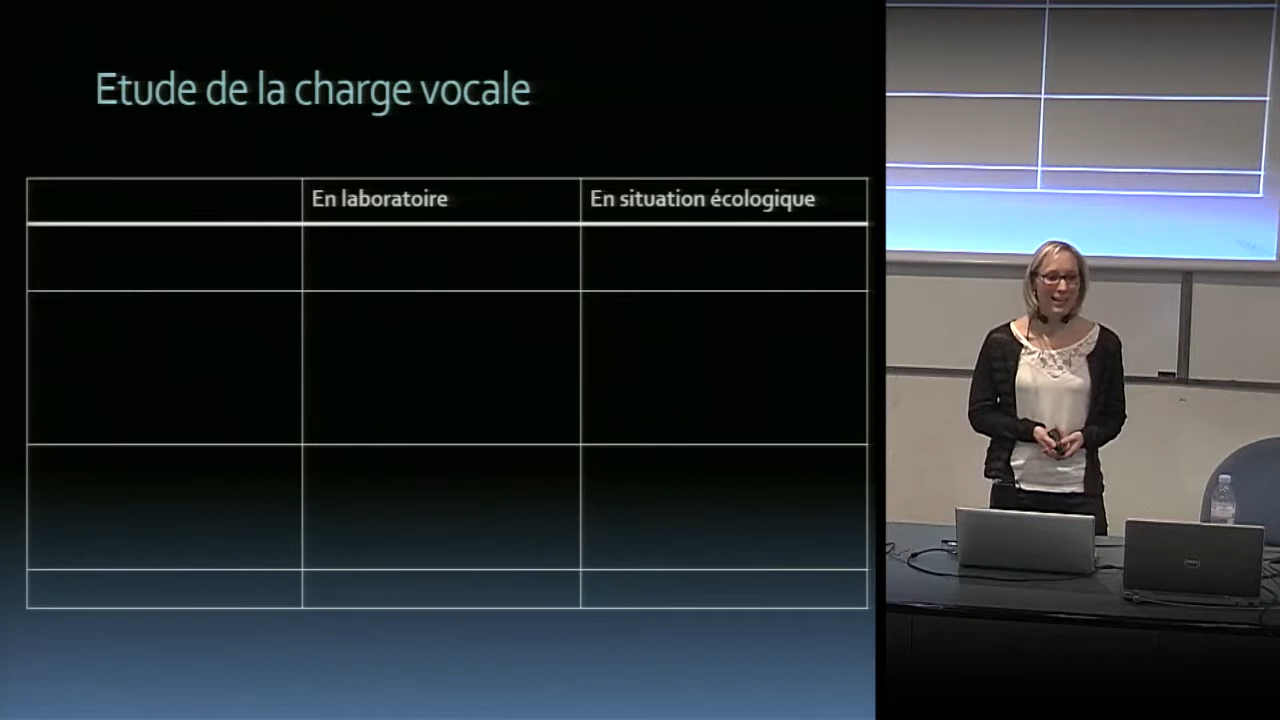 Etude de la charge vocale
En laboratoire
En situation écologique